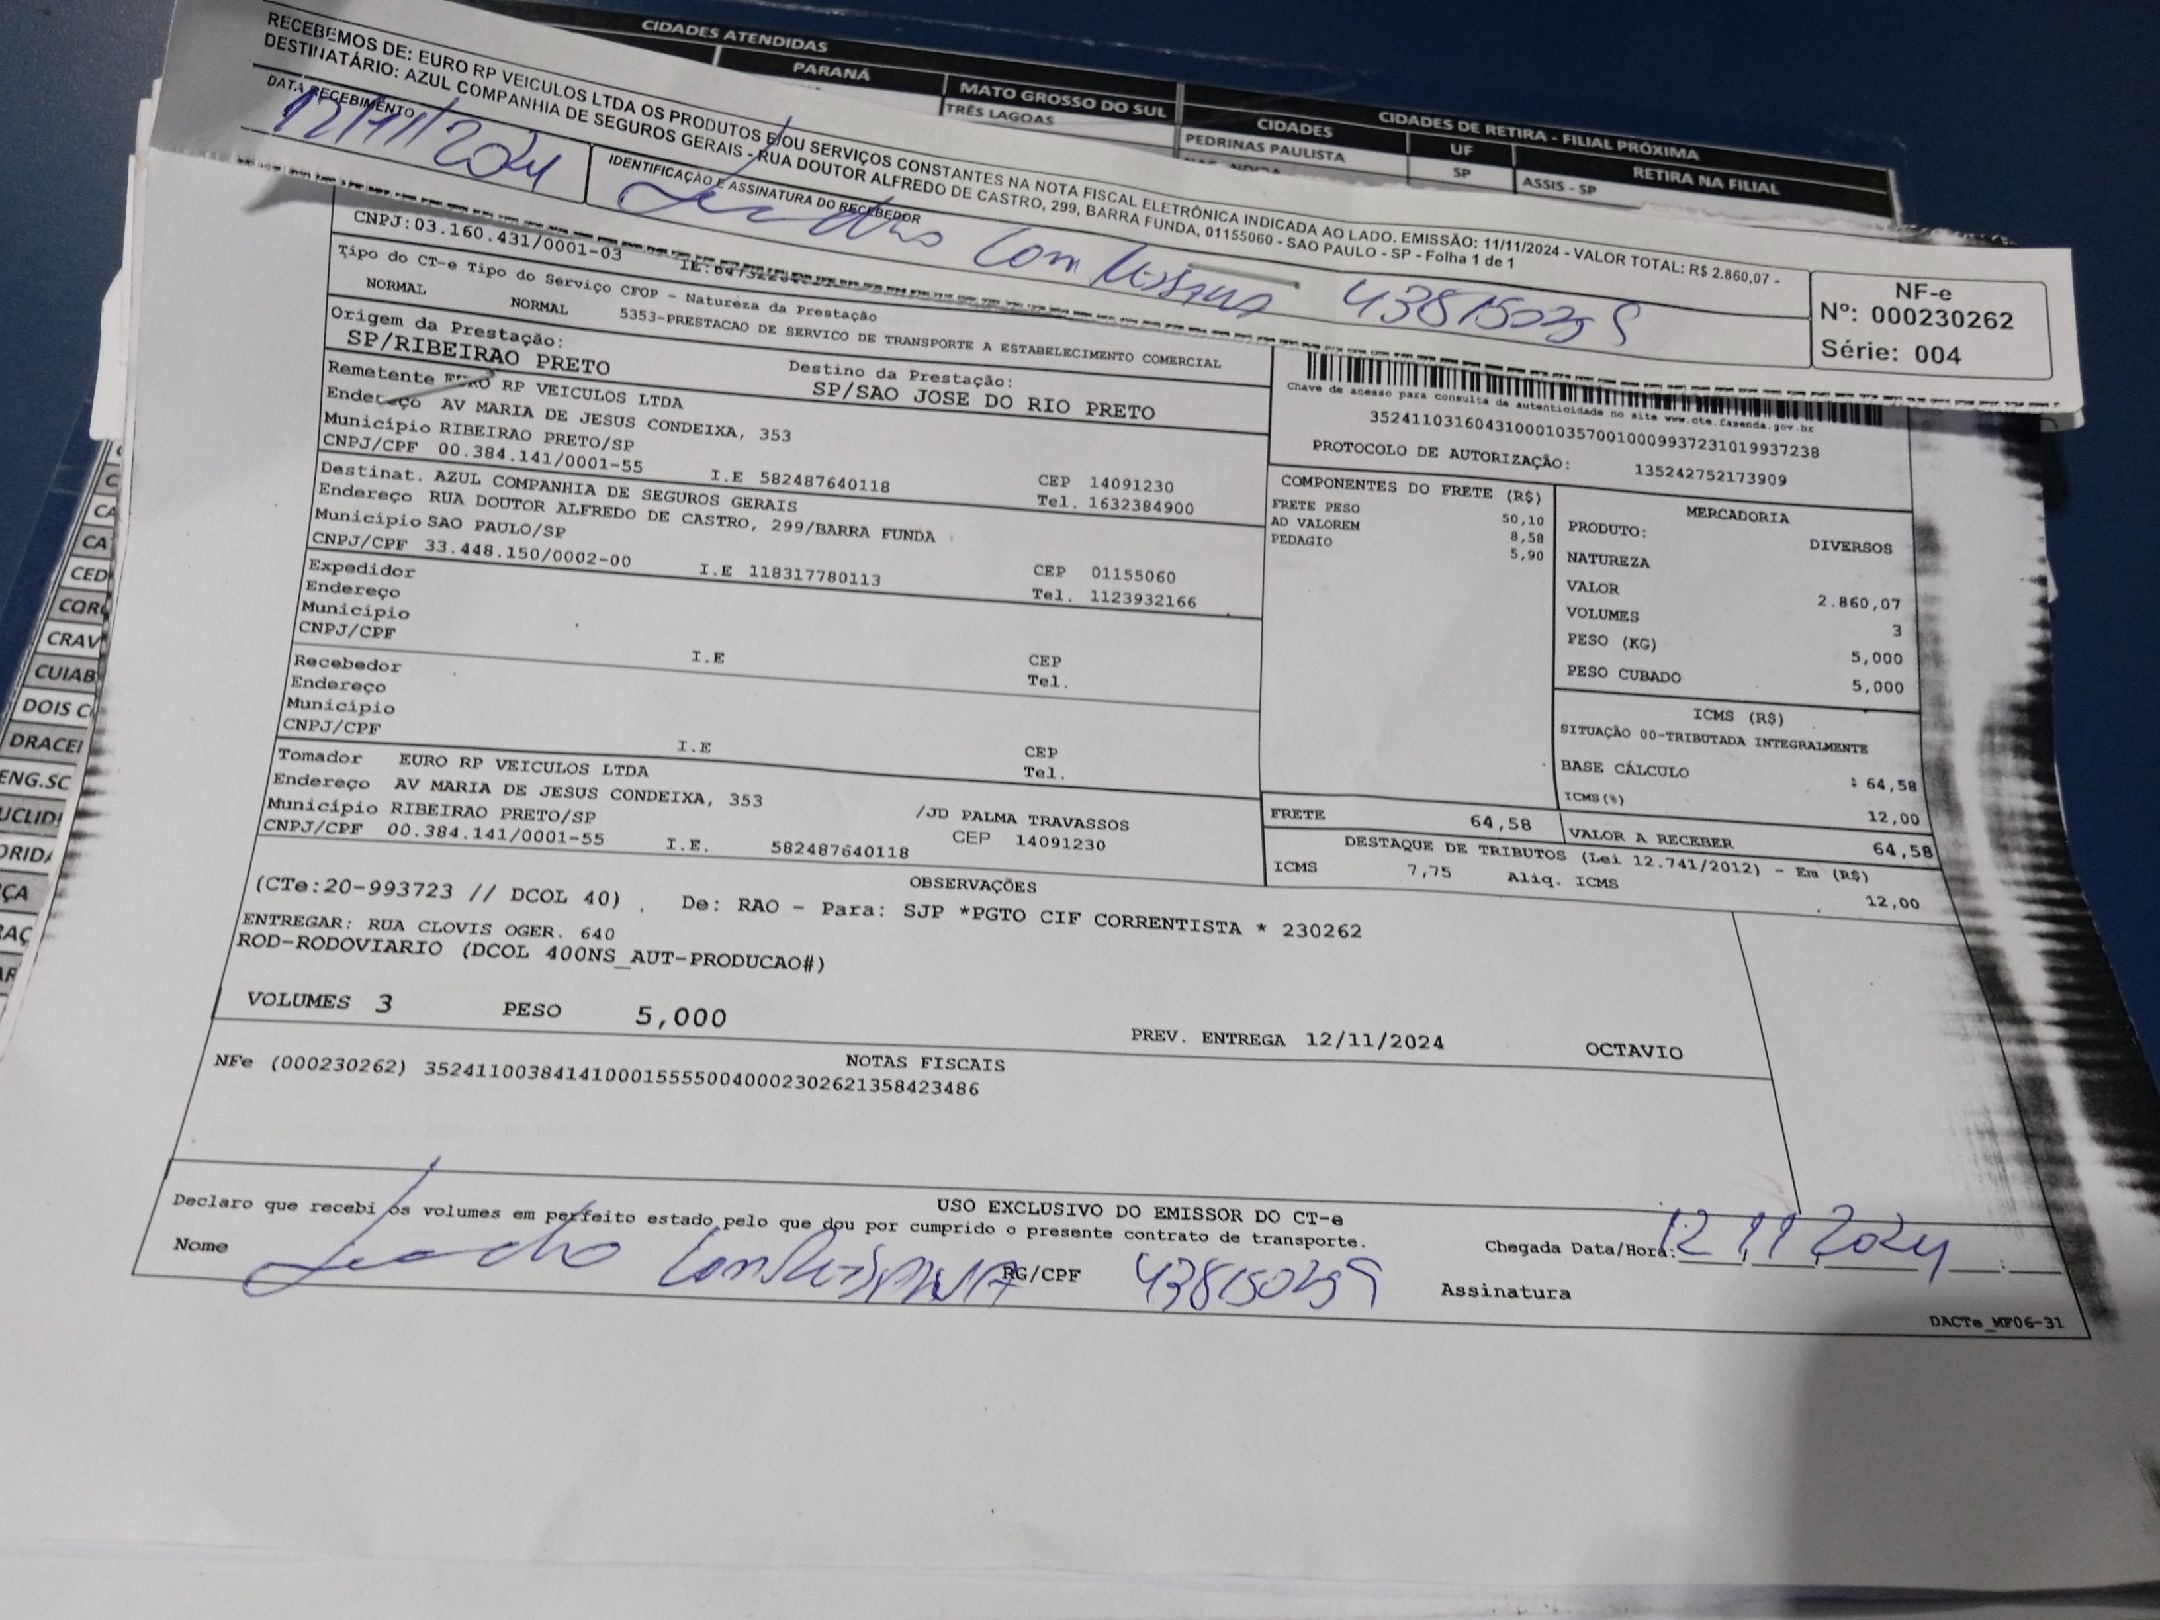 CIDADES ATENDIDAS
PARANÁ
MATO GROSSO DO SUL
TRÊS LAGOAS
CIDADES DE RETIRA - FILIAL PRÓXIMA
CIDADES
UF
RETIRA NA FILIAL
PEDRINAS PAULISTA
SP
ASSIS - SP
RECEBEMOS DE: EURO RP VEICULOS LTDA OS PRODUTOS E/OU SERVIÇOS CONSTANTES NA NOTA FISCAL ELETRÔNICA INDICADA AO LADO. EMISSÃO: 11/11/2024 - VALOR TOTAL: R$ 2.860,07 -
DESTINATÁRIO: AZUL COMPANHIA DE SEGUROS GERAIS - RUA DOUTOR ALFREDO DE CASTRO, 299, BARRA FUNDA, 01155060 - SAO PAULO - SP - Folha 1 de 1
DATA RECEBIMENTO
12/11/2024
IDENTIFICAÇÃO E ASSINATURA DO RECEBEDOR
NF-e
Nº: 000230262
Série: 004
CNPJ:03.160.431/0001-03
Tipo do CT-e Tipo do Serviço CFOP - Natureza da Prestação
NORMAL NORMAL 5353-PRESTACAO DE SERVICO DE TRANSPORTE A ESTABELECIMENTO COMERCIAL
Origem da Prestação: Destino da Prestação:
SP/RIBEIRAO PRETO SP/SAO JOSE DO RIO PRETO
Chave de acesso para consulta de autenticidade no site www.cte.fazenda.gov.br
35241103160431000103570010009937231019937238
PROTOCOLO DE AUTORIZAÇÃO: 135242752173909
Remetente EURO RP VEICULOS LTDA
Endereço AV MARIA DE JESUS CONDEIXA, 353
Município RIBEIRAO PRETO/SP CEP 14091230
CNPJ/CPF 00.384.141/0001-55 I.E 582487640118 Tel. 1632384900
Destinat. AZUL COMPANHIA DE SEGUROS GERAIS
Endereço RUA DOUTOR ALFREDO DE CASTRO, 299/BARRA FUNDA
Município SAO PAULO/SP CEP 01155060
CNPJ/CPF 33.448.150/0002-00 I.E 118317780113 Tel. 1123932166
Expedidor
Endereço
Município CEP
CNPJ/CPF I.E Tel.
Recebedor
Endereço
Município CEP
CNPJ/CPF I.E Tel.
Tomador EURO RP VEICULOS LTDA
Endereço AV MARIA DE JESUS CONDEIXA, 353 /JD PALMA TRAVASSOS
Município RIBEIRAO PRETO/SP CEP 14091230
CNPJ/CPF 00.384.141/0001-55 I.E. 582487640118
COMPONENTES DO FRETE (R$)
FRETE PESO 50,10
AD VALOREM 8,58
PEDAGIO 5,90
MERCADORIA
PRODUTO: DIVERSOS
NATUREZA
VALOR 2.860,07
VOLUMES 3
PESO (KG) 5,000
PESO CUBADO 5,000
ICMS (R$)
SITUAÇÃO 00-TRIBUTADA INTEGRALMENTE
BASE CÁLCULO : 64,58
ICMS(%) 12,00
FRETE 64,58 VALOR A RECEBER 64,58
DESTAQUE DE TRIBUTOS (Lei 12.741/2012) - Em (R$)
ICMS 7,75 Aliq. ICMS 12,00
OBSERVAÇÕES
(CTe:20-993723 // DCOL 40) . De: RAO - Para: SJP *PGTO CIF CORRENTISTA * 230262
ENTREGAR: RUA CLOVIS OGER. 640
ROD-RODOVIARIO (DCOL 400NS_AUT-PRODUCAO#)
VOLUMES 3 PESO 5,000 PREV. ENTREGA 12/11/2024 OCTAVIO
NOTAS FISCAIS
NFe (000230262) 35241100384141000155550040002302621358423486
USO EXCLUSIVO DO EMISSOR DO CT-e
Declaro que recebi os volumes em perfeito estado pelo que dou por cumprido o presente contrato de transporte.
Nome RG/CPF Chegada Data/Hora: 12 11 2024
Assinatura
DACTe_MF06-31